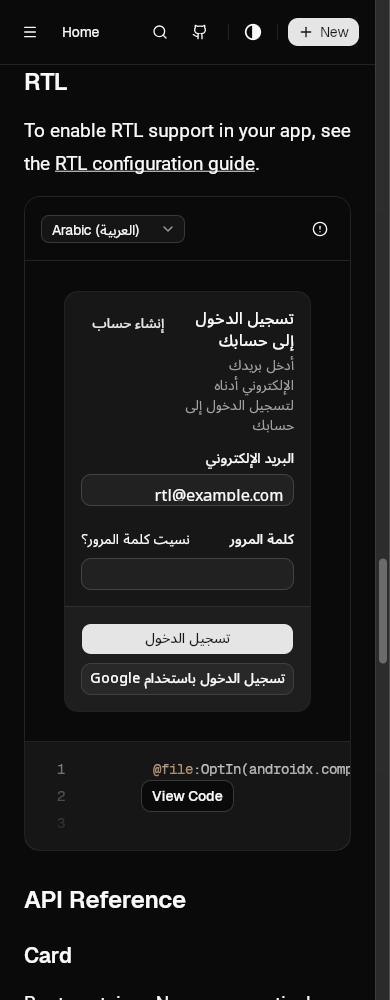 Home
New
RTL
To enable RTL support in your app, see
the RTL configuration guide.
Arabic (العربية)
تسجيل الدخول
إلى حسابك
إنشاء حساب
أدخل بريدك
الإلكتروني أدناه
لتسجيل الدخول إلى
حسابك
البريد الإلكتروني
rtl@example.com
كلمة المرور
نسيت كلمة المرور؟
تسجيل الدخول
تسجيل الدخول باستخدام Google
1 @file:OptIn(androidx.comp
2
View Code
3
API Reference
Card